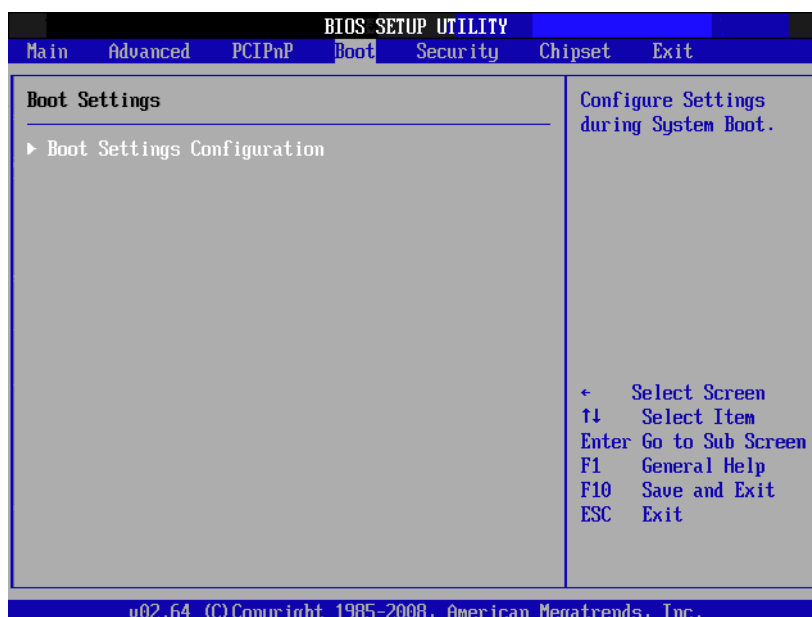 BIOS SETUP UTILITY
Main Advanced PCIPnP Boot Security Chipset Exit
Boot Settings
▶ Boot Settings Configuration
Configure Settings
during System Boot.
← Select Screen
↑↓ Select Item
Enter Go to Sub Screen
F1 General Help
F10 Save and Exit
ESC Exit
v02.64 (C)Copyright 1985-2008, American Megatrends, Inc.